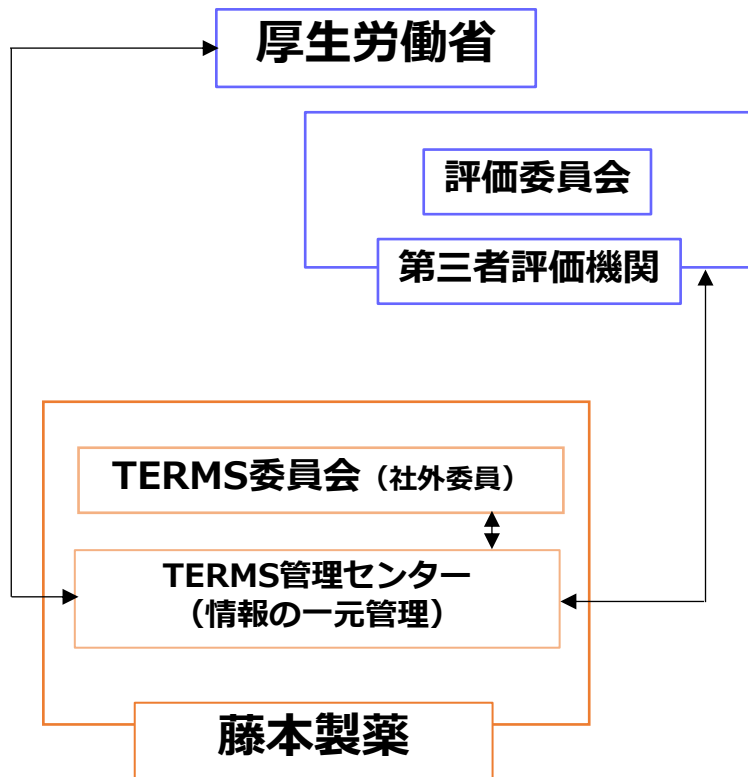 厚生労働省
評価委員会
第三者評価機関
TERMS委員会（社外委員）
TERMS管理センター
（情報の一元管理）
藤本製薬